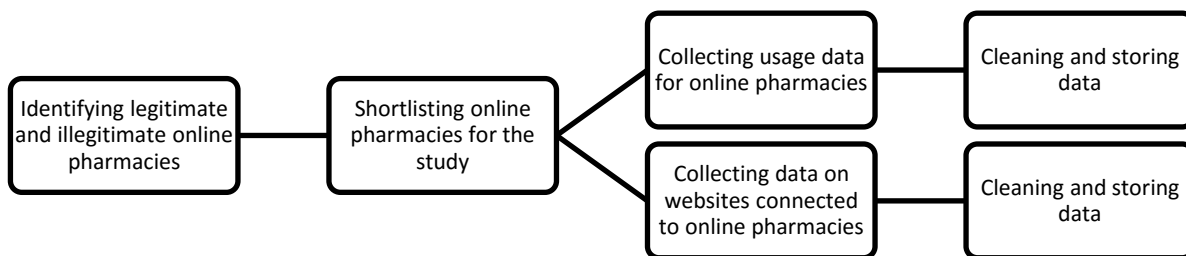 Identifying legitimate
and illegitimate online
pharmacies
Shortlisting online
pharmacies for the
study
Collecting usage data
for online pharmacies
Cleaning and storing
data
Collecting data on
websites connected
to online pharmacies
Cleaning and storing
data